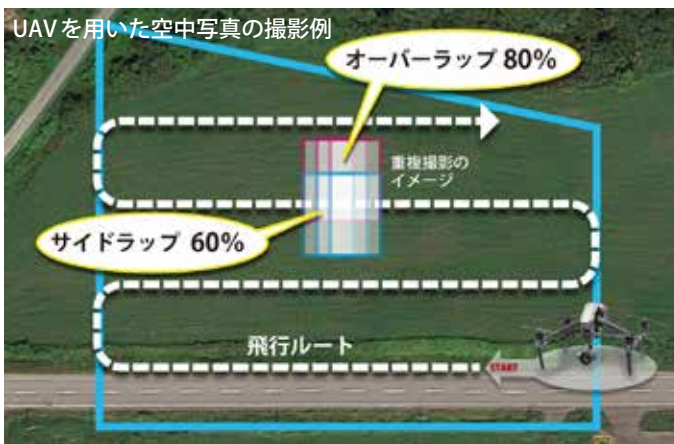 UAVを用いた空中写真の撮影例
オーバーラップ 80%
重複撮影の
イメージ
サイドラップ 60%
飛行ルート
START